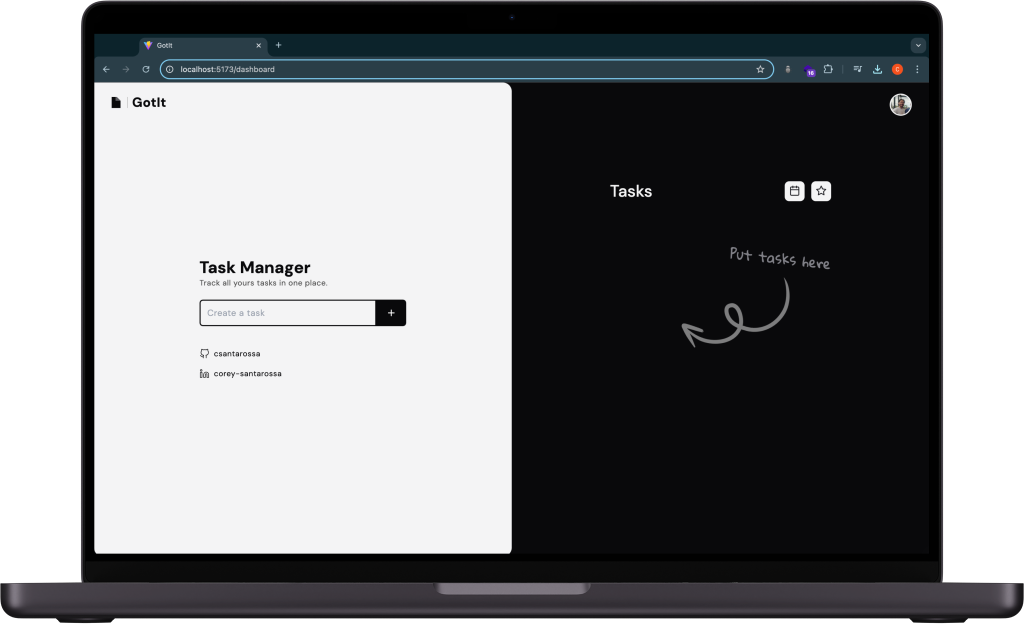 GotIt
localhost:5173/dashboard
16
C
GotIt
Tasks
Put tasks here
Task Manager
Track all yours tasks in one place.
Create a task
+
csantarossa
corey-santarossa